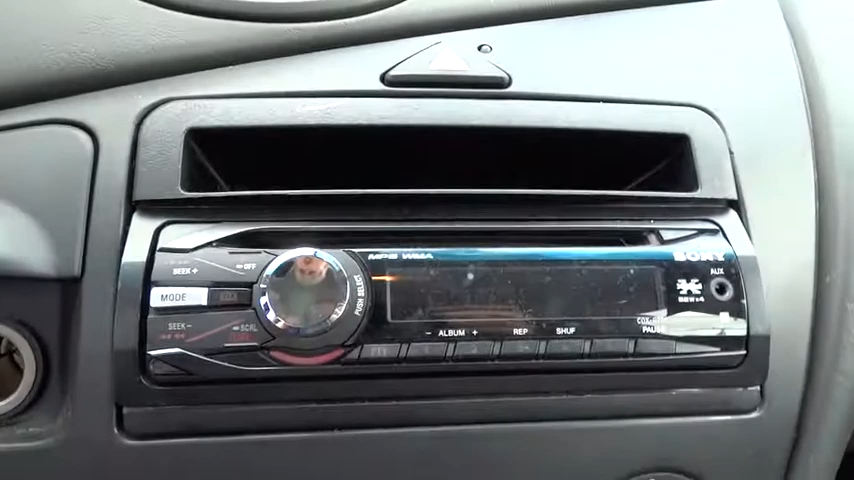 SONY
MP3 WMA
SEEK +
OFF
PUSH SELECT
MODE
AUX
SEEK -
SCRL
- ALBUM +
REP
SHUF
PAUSE